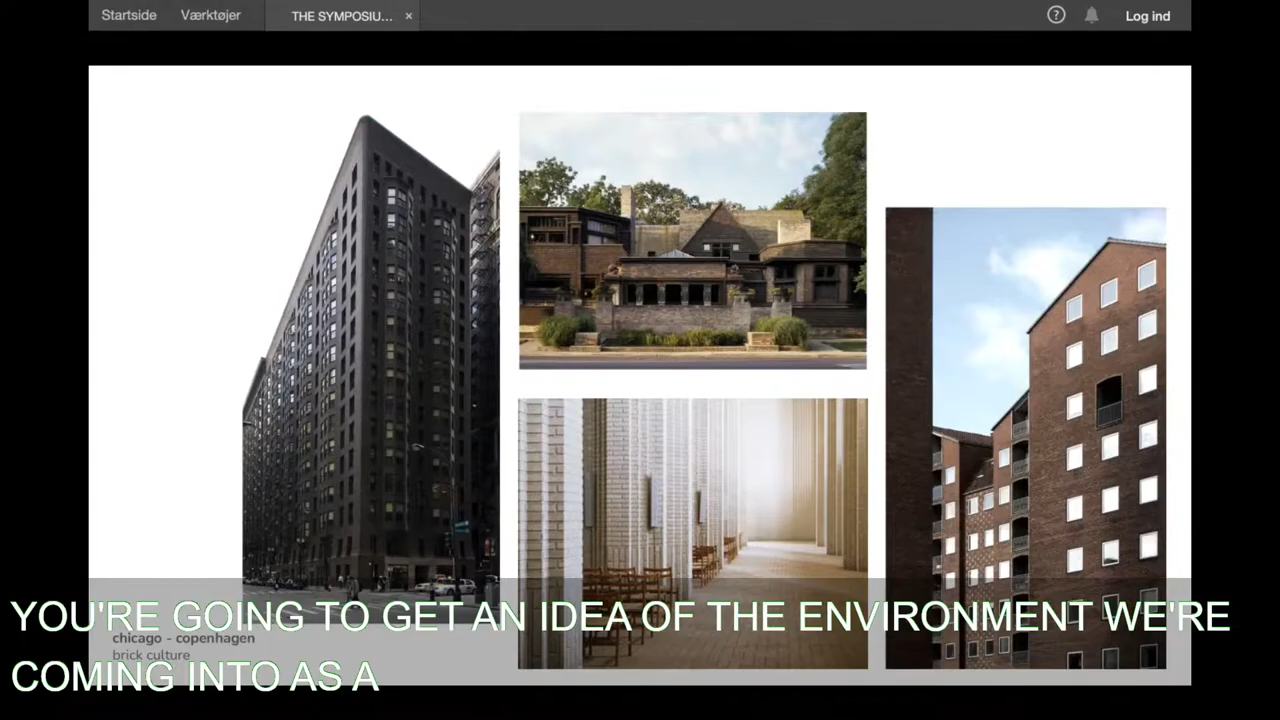 Startside Værktøjer THE SYMPOSIU... × ? Log ind
chicago - copenhagen
brick culture
YOU'RE GOING TO GET AN IDEA OF THE ENVIRONMENT WE'RE
COMING INTO AS A